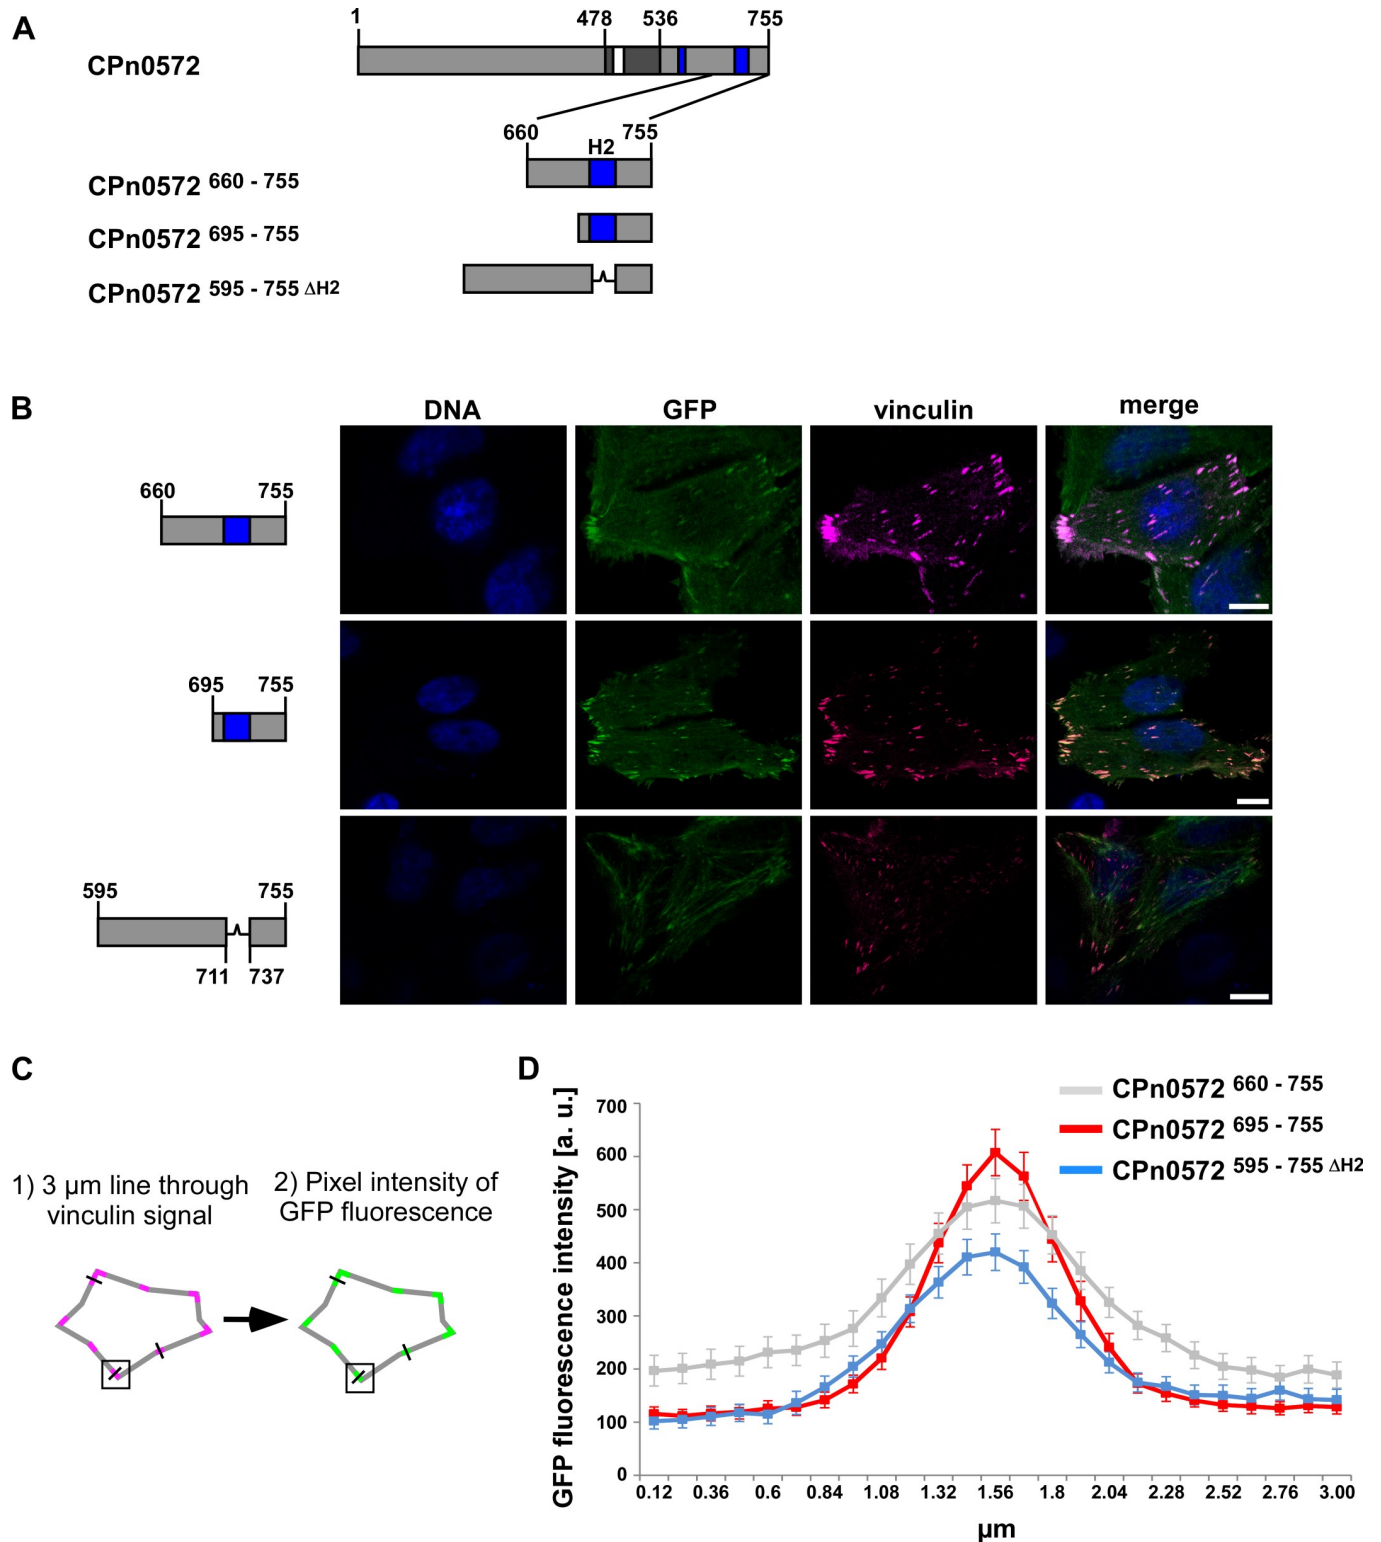 A
1 478 536 755
CPn0572
660 755
H2
CPn0572 660 - 755
CPn0572 695 - 755
CPn0572 595 - 755 ΔH2
B
DNA GFP vinculin merge
660 755
695 755
595 755
711 737
C
1) 3 µm line through
vinculin signal
2) Pixel intensity of
GFP fluorescence
D
CPn0572 660 - 755
CPn0572 695 - 755
CPn0572 595 - 755 ΔH2
GFP fluorescence intensity [a. u.]
700
600
500
400
300
200
100
0
0.12 0.36 0.6 0.84 1.08 1.32 1.56 1.8 2.04 2.28 2.52 2.76 3.00
µm